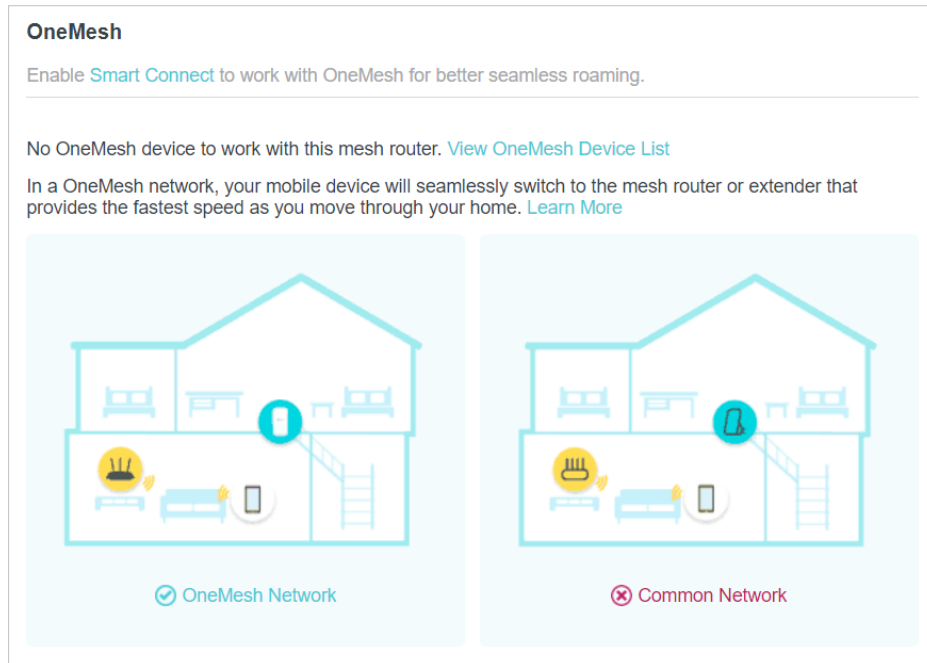 OneMesh
Enable Smart Connect to work with OneMesh for better seamless roaming.
No OneMesh device to work with this mesh router. View OneMesh Device List
In a OneMesh network, your mobile device will seamlessly switch to the mesh router or extender that
provides the fastest speed as you move through your home. Learn More
OneMesh Network
Common Network